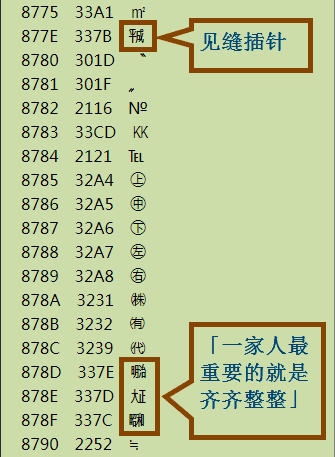 8775 33A1 ㎡
877E 337B ㍻
8780 301D 〝
8781 301F 〟
8782 2116 №
8783 33CD ㏍
8784 2121 ℡
8785 32A4 ㊤
8786 32A5 ㊥
8787 32A6 ㊦
8788 32A7 ㊧
8789 32A8 ㊨
878A 3231 ㈱
878B 3232 ㈲
878C 3239 ㈹
878D 337E ㍾
878E 337D ㍽
878F 337C ㍼
8790 2252 ≒
见缝插针
「一家人最
重要的就是
齐齐整整」